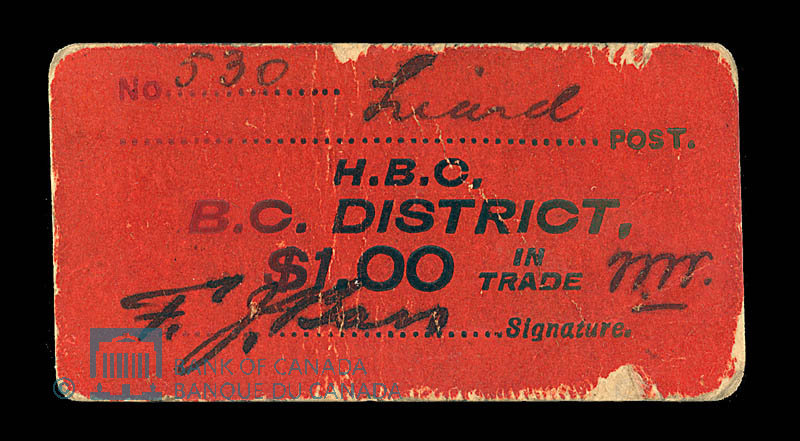 No. 530
Liard
POST.
H.B.C.
B.C. DISTRICT,
$1.00 IN TRADE
F. J. Signature.
© BANK OF CANADA
BANQUE DU CANADA